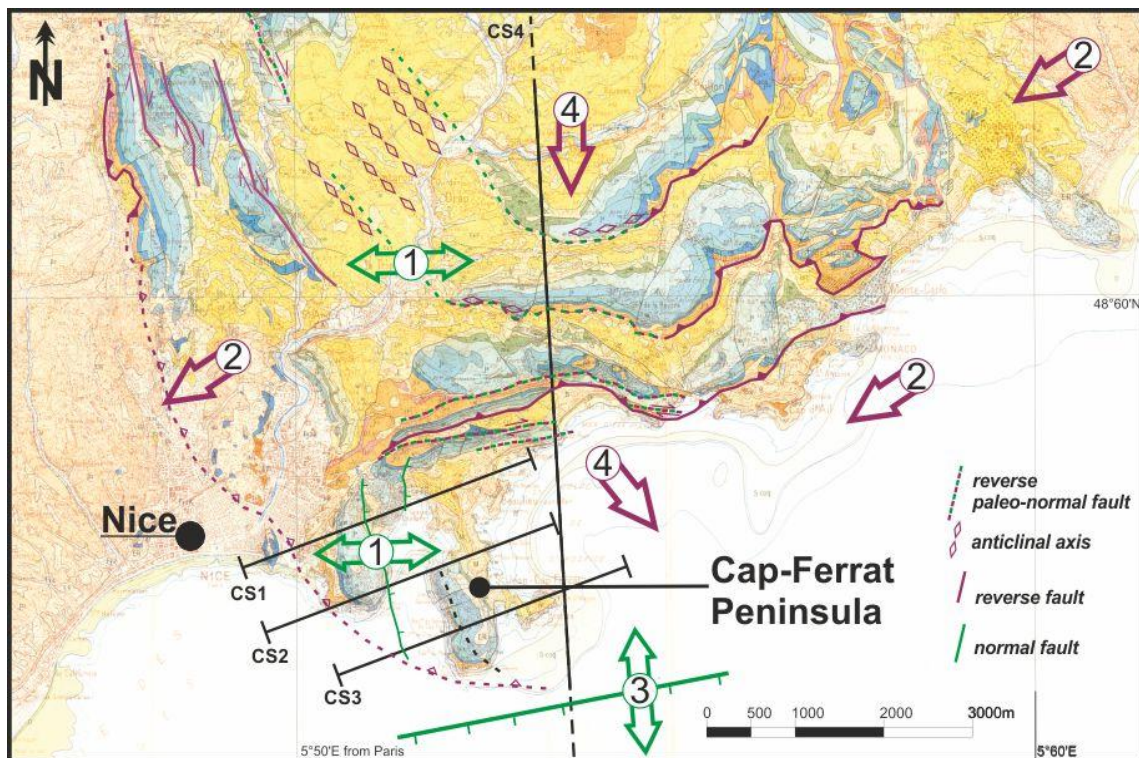 N
CS4
4
2
1
48°60'N
2
2
MONACO
4
Nice
NICE
1
Cap-Ferrat
Peninsula
CS1
CS2
CS3
reverse
paleo-normal fault
anticlinal axis
reverse fault
normal fault
3
0 500 1000 2000 3000m
5°50'E from Paris
5°60'E